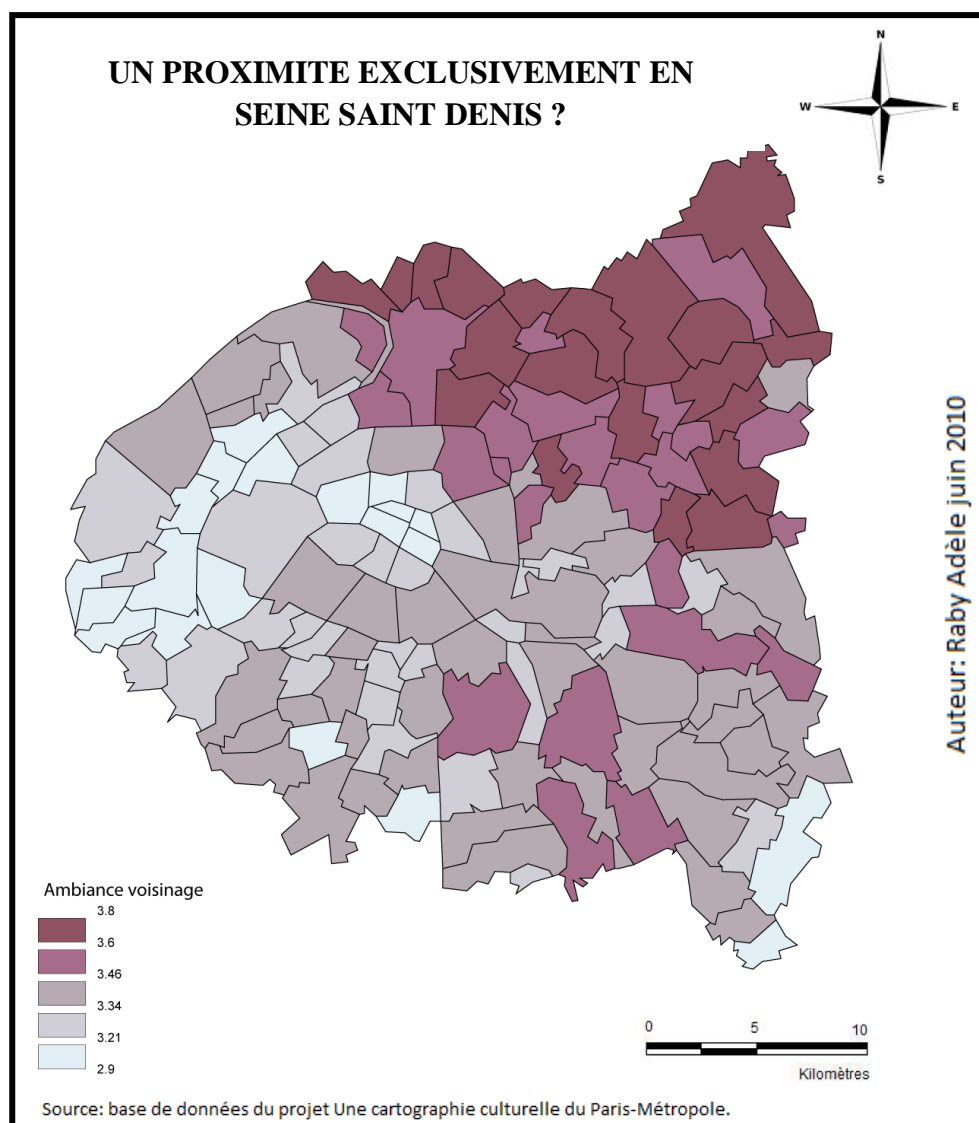 UN PROXIMITE EXCLUSIVEMENT EN
SEINE SAINT DENIS ?
N
W
E
S
Auteur: Raby Adèle juin 2010
Ambiance voisinage
3.8
3.6
3.46
3.34
3.21
2.9
0 5 10
Kilomètres
Source: base de données du projet Une cartographie culturelle du Paris-Métropole.